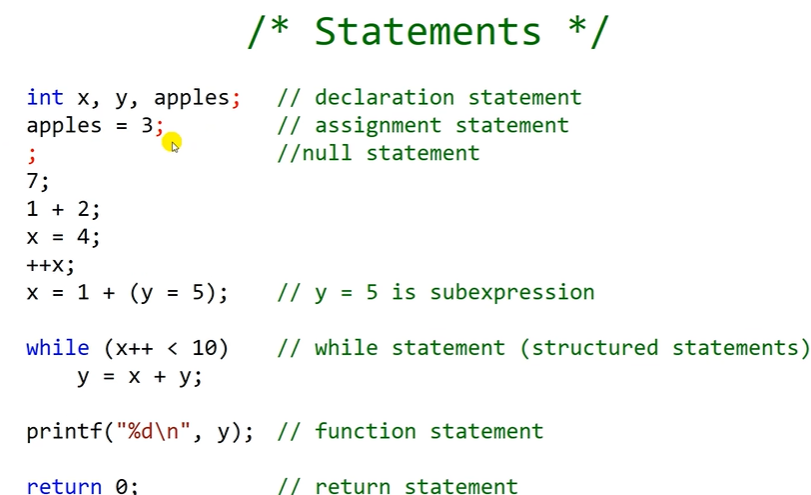 /* Statements */
int x, y, apples; // declaration statement
apples = 3; // assignment statement
; //null statement
7;
1 + 2;
x = 4;
++x;
x = 1 + (y = 5); // y = 5 is subexpression
while (x++ < 10) // while statement (structured statements)
y = x + y;
printf("%d\n", y); // function statement
return 0; // return statement